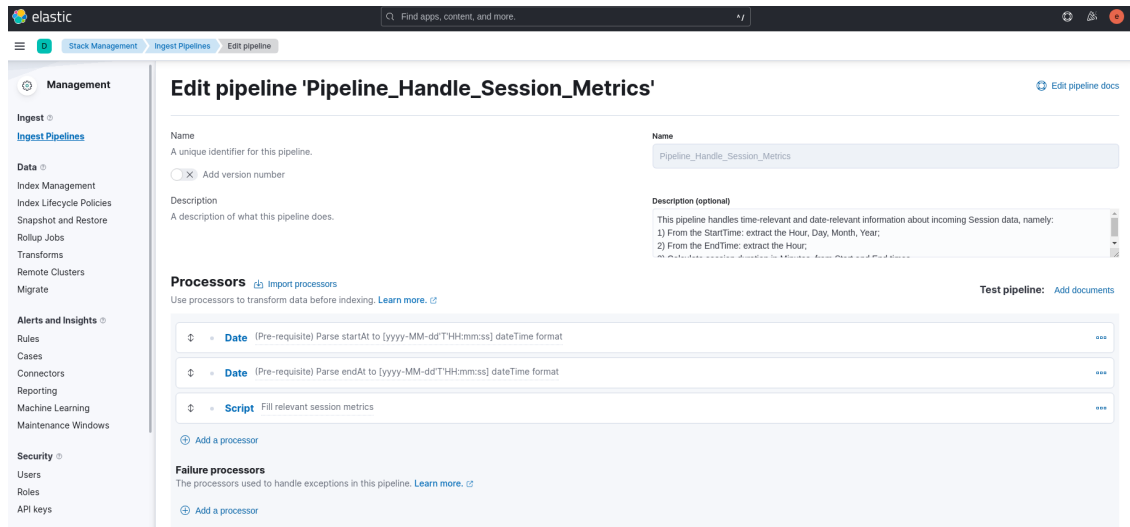 elastic
Find apps, content, and more.
^/
e
D
Stack Management
Ingest Pipelines
Edit pipeline
Management
Ingest
Ingest Pipelines
Data
Index Management
Index Lifecycle Policies
Snapshot and Restore
Rollup Jobs
Transforms
Remote Clusters
Migrate
Alerts and Insights
Rules
Cases
Connectors
Reporting
Machine Learning
Maintenance Windows
Security
Users
Roles
API keys
Edit pipeline 'Pipeline_Handle_Session_Metrics'
Edit pipeline docs
Name
A unique identifier for this pipeline.
Add version number
Name
Pipeline_Handle_Session_Metrics
Description
A description of what this pipeline does.
Description (optional)
This pipeline handles time-relevant and date-relevant information about incoming Session data, namely:
1) From the StartTime: extract the Hour, Day, Month, Year;
2) From the EndTime: extract the Hour;
Processors
Import processors
Use processors to transform data before indexing. Learn more.
Test pipeline:
Add documents
Date (Pre-requisite) Parse startAt to [yyyy-MM-dd'T'HH:mm:ss] dateTime format
Date (Pre-requisite) Parse endAt to [yyyy-MM-dd'T'HH:mm:ss] dateTime format
Script Fill relevant session metrics
Add a processor
Failure processors
The processors used to handle exceptions in this pipeline. Learn more.
Add a processor